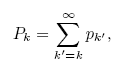 $P_k = \sum_{k'=k}^{\infty} p_{k'},$